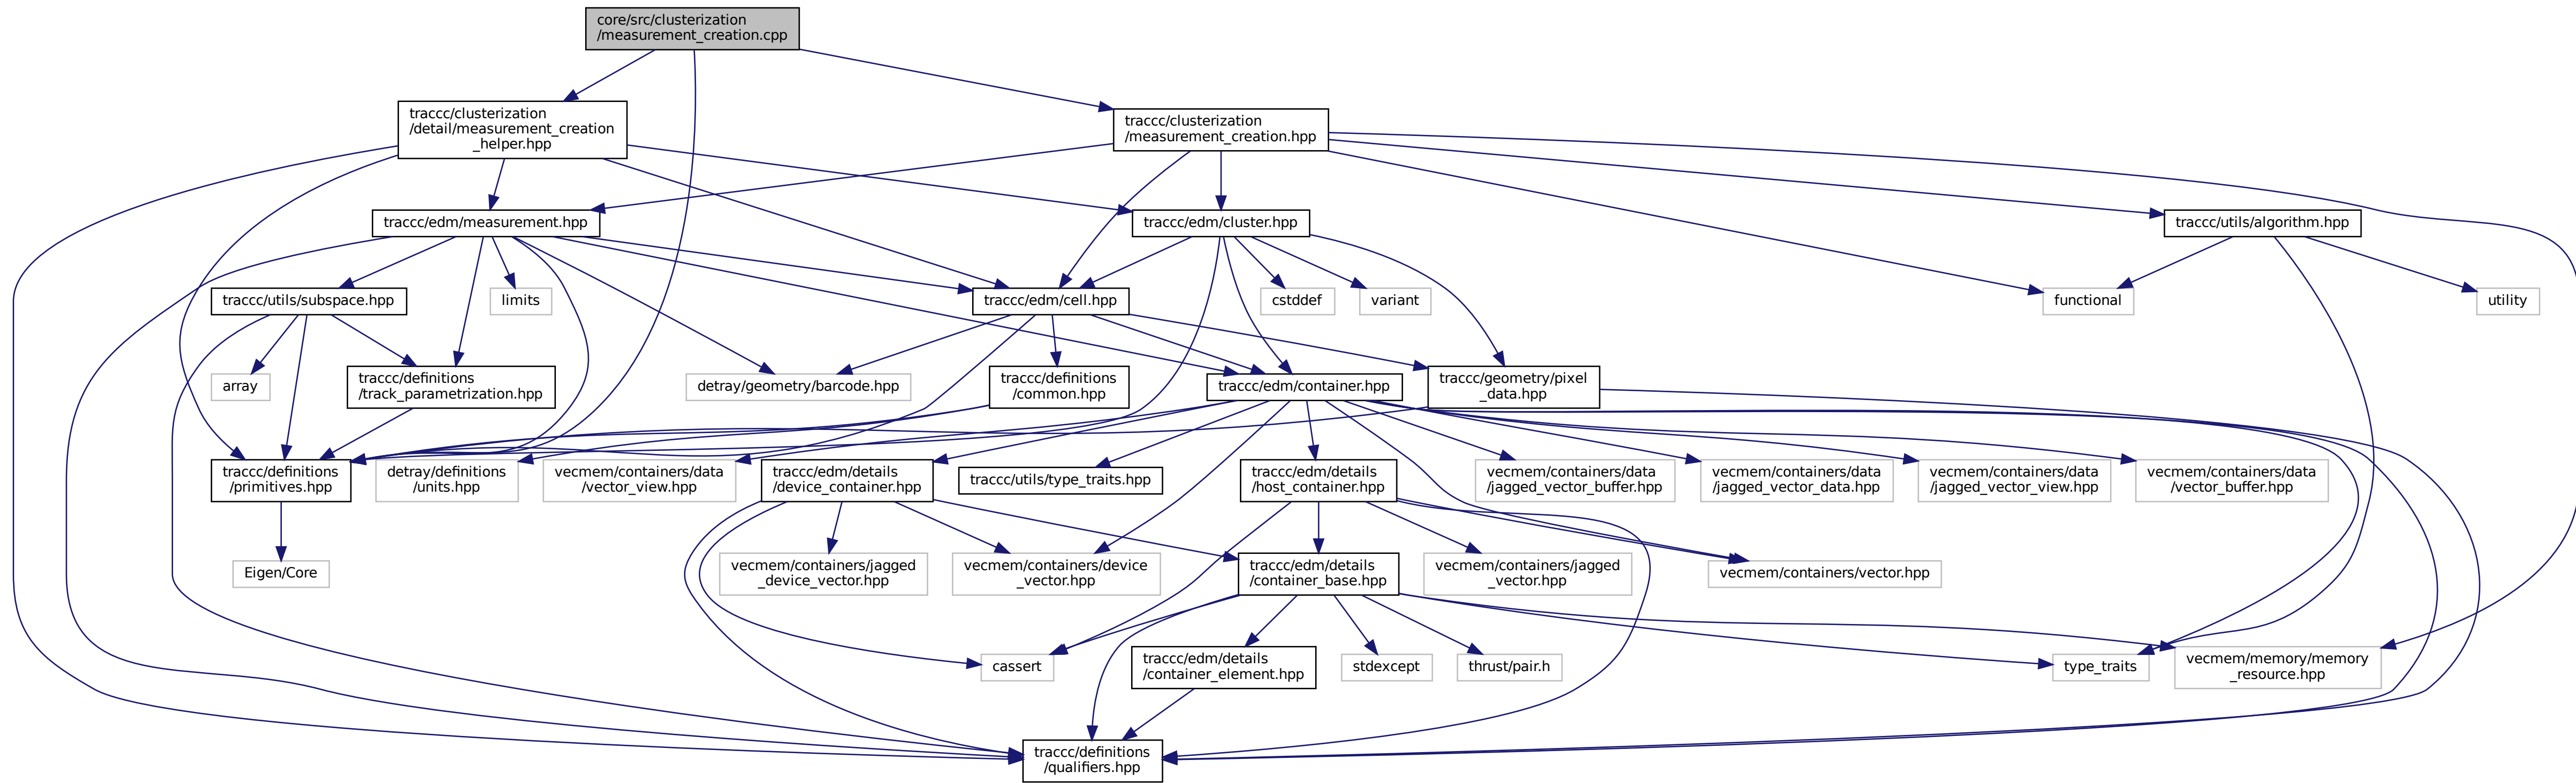 core/src/clusterization
/measurement_creation.cpp
traccc/clusterization
/detail/measurement_creation
_helper.hpp
traccc/clusterization
/measurement_creation.hpp
traccc/edm/measurement.hpp
traccc/edm/cluster.hpp
traccc/utils/algorithm.hpp
traccc/utils/subspace.hpp
limits
traccc/edm/cell.hpp
cstddef
variant
functional
utility
array
traccc/definitions
/track_parametrization.hpp
detray/geometry/barcode.hpp
traccc/definitions
/common.hpp
traccc/edm/container.hpp
traccc/geometry/pixel
_data.hpp
traccc/definitions
/primitives.hpp
detray/definitions
/units.hpp
vecmem/containers/data
/vector_view.hpp
traccc/edm/details
/device_container.hpp
traccc/utils/type_traits.hpp
traccc/edm/details
/host_container.hpp
vecmem/containers/data
/jagged_vector_buffer.hpp
vecmem/containers/data
/jagged_vector_data.hpp
vecmem/containers/data
/jagged_vector_view.hpp
vecmem/containers/data
/vector_buffer.hpp
Eigen/Core
vecmem/containers/jagged
_device_vector.hpp
vecmem/containers/device
_vector.hpp
traccc/edm/details
/container_base.hpp
vecmem/containers/jagged
_vector.hpp
vecmem/containers/vector.hpp
cassert
traccc/edm/details
/container_element.hpp
stdexcept
thrust/pair.h
type_traits
vecmem/memory/memory
_resource.hpp
traccc/definitions
/qualifiers.hpp